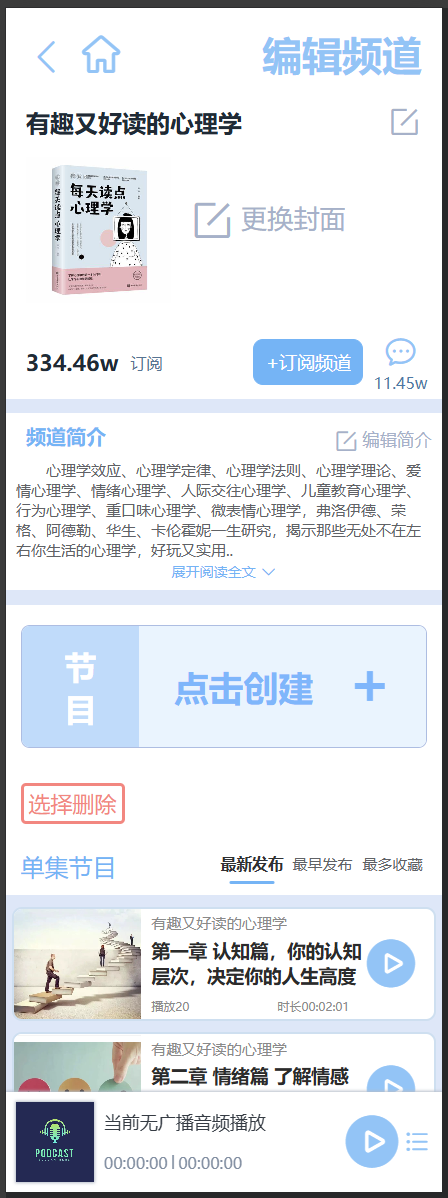 编辑频道
有趣又好读的心理学
每天读点
心理学
每天读点心理学
更换封面
334.46w 订阅
+订阅频道
11.45w
频道简介
编辑简介
心理学效应、心理学定律、心理学法则、心理学理论、爱
情心理学、情绪心理学、人际交往心理学、儿童教育心理学、
行为心理学、重口味心理学、微表情心理学，弗洛伊德、荣
格、阿德勒、华生、卡伦霍妮一生研究，揭示那些无处不在左
右你生活的心理学，好玩又实用..
展开阅读全文
节
目
点击创建 +
选择删除
单集节目
最新发布 最早发布 最多收藏
有趣又好读的心理学
第一章 认知篇，你的认知
层次，决定你的人生高度
播放20 时长00:02:01
有趣又好读的心理学
第二章 情绪篇 了解情感
PODCAST
当前无广播音频播放
00:00:00 | 00:00:00